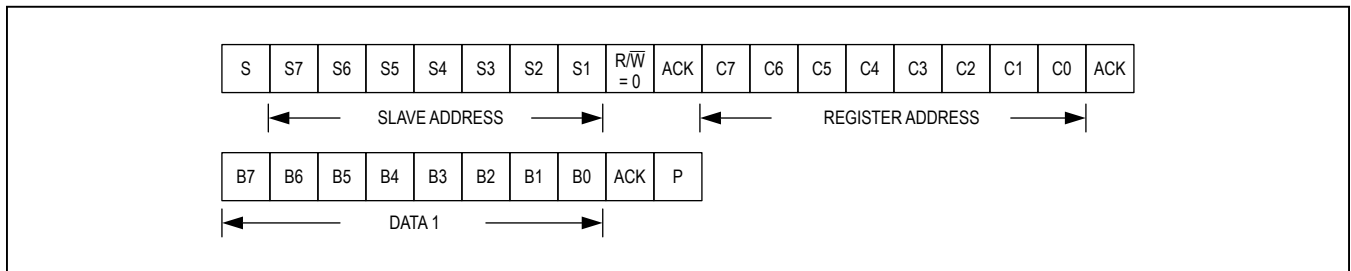 S S7 S6 S5 S4 S3 S2 S1 R/W̅ = 0 ACK C7 C6 C5 C4 C3 C2 C1 C0 ACK
SLAVE ADDRESS REGISTER ADDRESS
B7 B6 B5 B4 B3 B2 B1 B0 ACK P
DATA 1